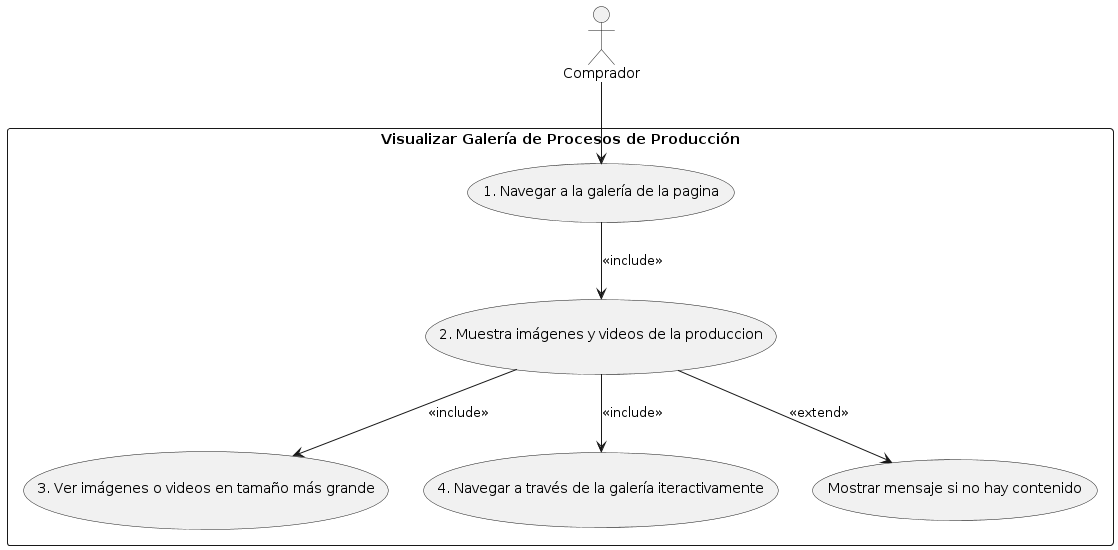 Comprador
Visualizar Galería de Procesos de Producción
1. Navegar a la galería de la pagina
«include»
2. Muestra imágenes y videos de la produccion
«include»
«include»
«extend»
3. Ver imágenes o videos en tamaño más grande
4. Navegar a través de la galería iteractivamente
Mostrar mensaje si no hay contenido